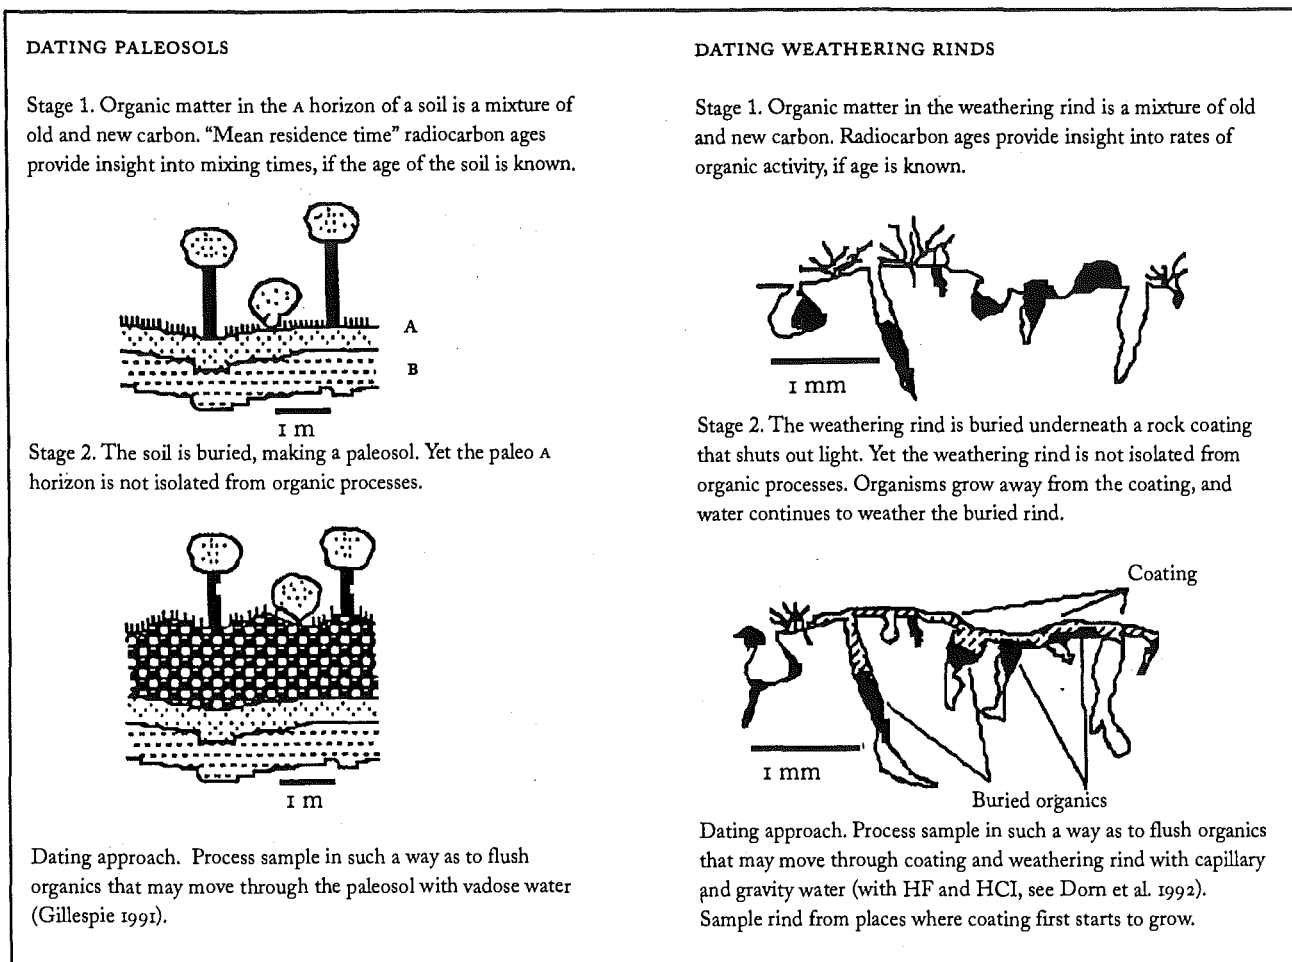 DATING PALEOSOLS
Stage 1. Organic matter in the A horizon of a soil is a mixture of
old and new carbon. “Mean residence time” radiocarbon ages
provide insight into mixing times, if the age of the soil is known.
A
B
1 m
Stage 2. The soil is buried, making a paleosol. Yet the paleo A
horizon is not isolated from organic processes.
1 m
Dating approach. Process sample in such a way as to flush
organics that may move through the paleosol with vadose water
(Gillespie 1991).
DATING WEATHERING RINDS
Stage 1. Organic matter in the weathering rind is a mixture of old
and new carbon. Radiocarbon ages provide insight into rates of
organic activity, if age is known.
1 mm
Stage 2. The weathering rind is buried underneath a rock coating
that shuts out light. Yet the weathering rind is not isolated from
organic processes. Organisms grow away from the coating, and
water continues to weather the buried rind.
Coating
1 mm
Buried organics
Dating approach. Process sample in such a way as to flush organics
that may move through coating and weathering rind with capillary
and gravity water (with HF and HCI, see Dorn et al. 1992).
Sample rind from places where coating first starts to grow.